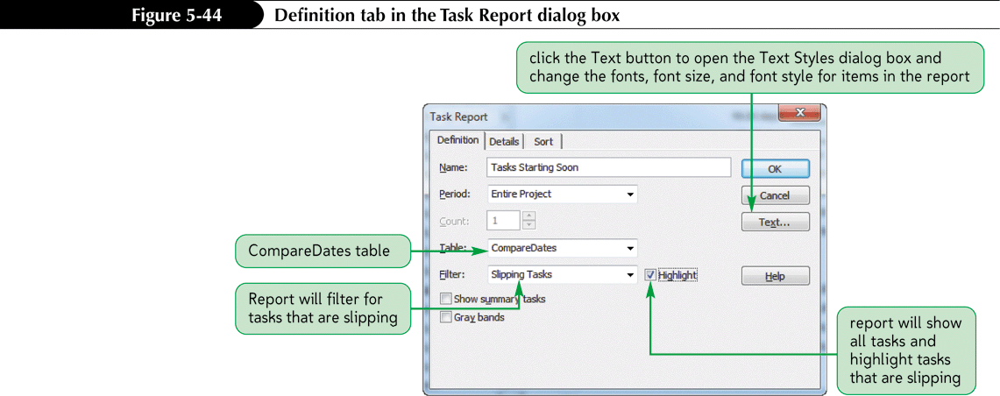 Figure 5-44 Definition tab in the Task Report dialog box
click the Text button to open the Text Styles dialog box and
change the fonts, font size, and font style for items in the report
Task Report
Definition Details Sort
Name: Tasks Starting Soon OK
Period: Entire Project Cancel
Count: 1 Text...
CompareDates table
Table: CompareDates
Filter: Slipping Tasks Highlight Help
Report will filter for
tasks that are slipping
Show summary tasks
Gray bands
report will show
all tasks and
highlight tasks
that are slipping